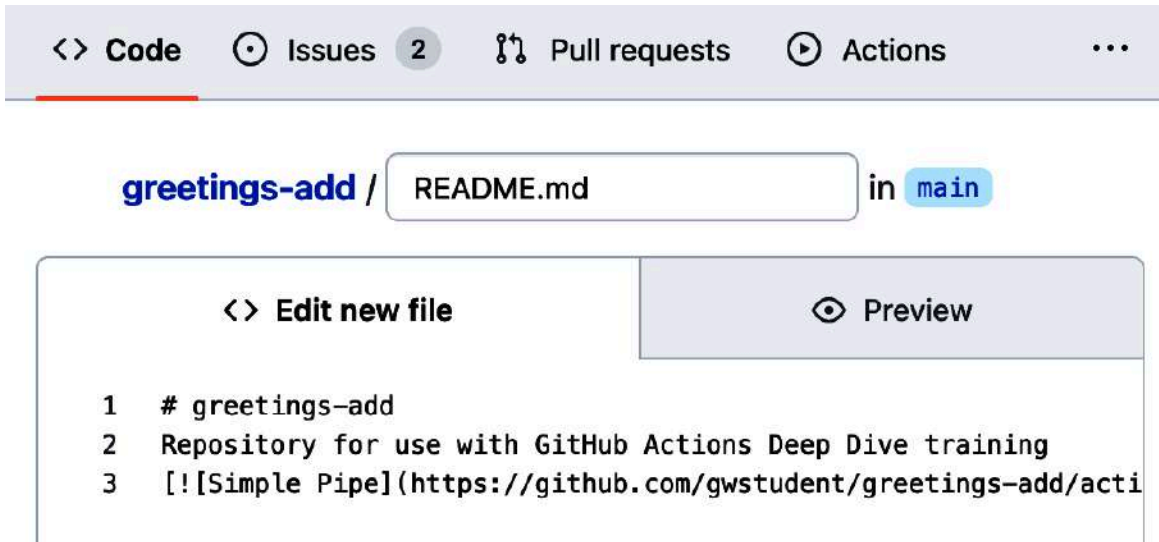 <> Code Issues 2 Pull requests Actions ...
greetings-add / README.md in main
<> Edit new file Preview
1 # greetings-add
2 Repository for use with GitHub Actions Deep Dive training
3 [![Simple Pipe](https://github.com/gwstudent/greetings-add/acti